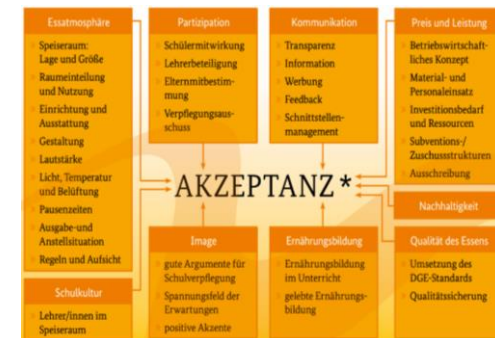 Essatmosphäre
Speiseraum:
Lage und Größe
Raumeinteilung
und Nutzung
Einrichtung und
Ausstattung
Gestaltung
Lautstärke
Licht, Temperatur
und Belüftung
Pausenzeiten
Ausgabe-und
Anstellsituation
Regeln und Aufsicht
Schulkultur
Lehrer/innen im
Speiseraum
Partizipation
Schülermitwirkung
Lehrerbeteiligung
Elternmitbestim-
mung
Verpflegungsaus-
schuss
Kommunikation
Transparenz
Information
Werbung
Feedback
Schnittstellen-
management
Preis und Leistung
Betriebswirtschaft-
liches Konzept
Material- und
Personaleinsatz
Investitionsbedarf
und Ressourcen
Subventions-/
Zuschussstrukturen
Ausschreibung
AKZEPTANZ*
Nachhaltigkeit
Image
gute Argumente für
Schulverpflegung
Spannungsfeld der
Erwartungen
positive Akzente
Ernährungsbildung
Ernährungsbildung
im Unterricht
gelebte Ernährungs-
bildung
Qualität des Essens
Umsetzung des
DGE-Standards
Qualitätssicherung